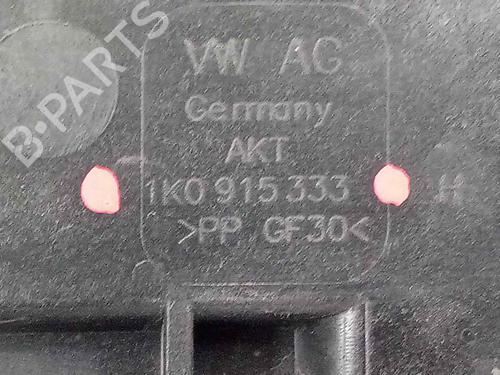 B-PARTS
VW AG
Germany
AKT
1K0 915 333 H
>PP GF30<